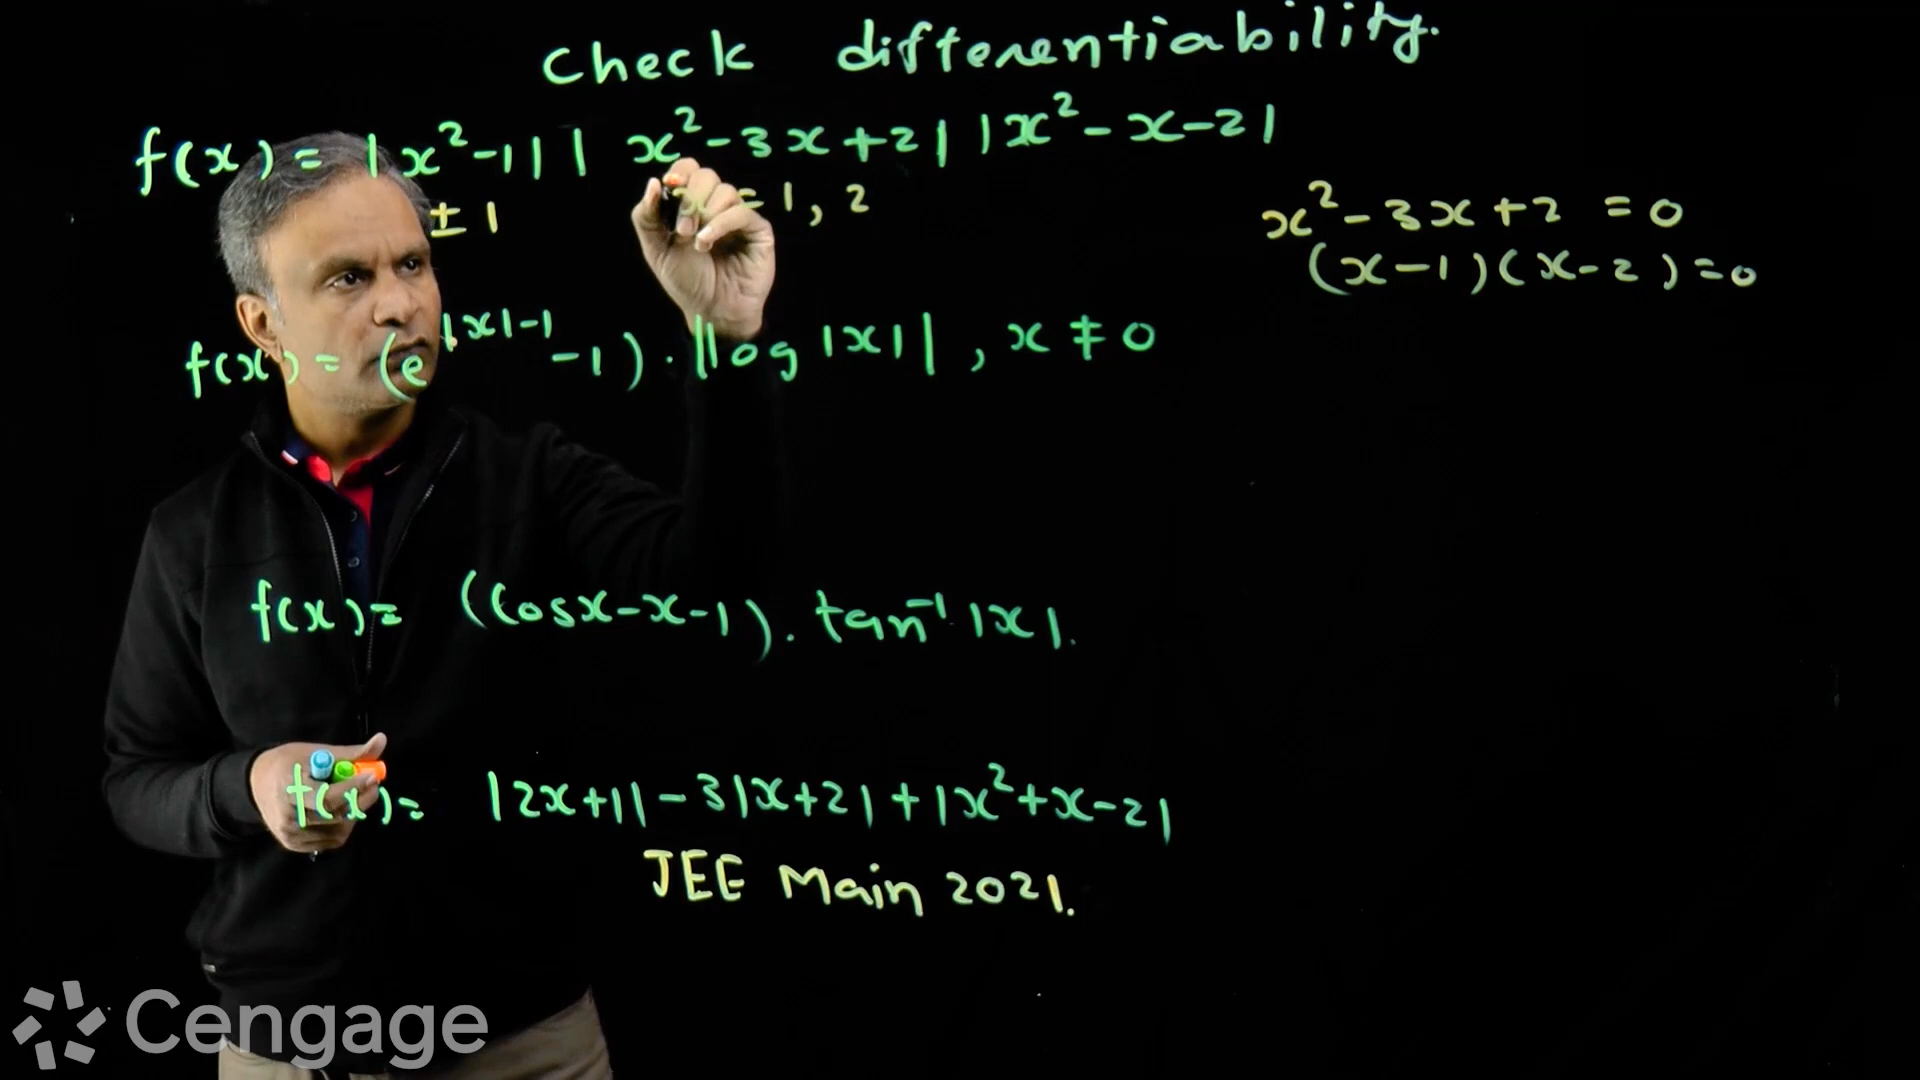 Check differentiability.
f(x) = |x²-1| |x²-3x+2| |x²-x-2|
±1
x = 1, 2
x²-3x+2 = 0
(x-1)(x-2) = 0
f(x) = (e^{|x|-1} -1) . |log|x||, x ≠ 0
f(x) = (cosx-x-1) . tan⁻¹|x|.
f(x) = |2x+1| -3|x+2| + |x²+x-2|
JEE Main 2021.
Cengage